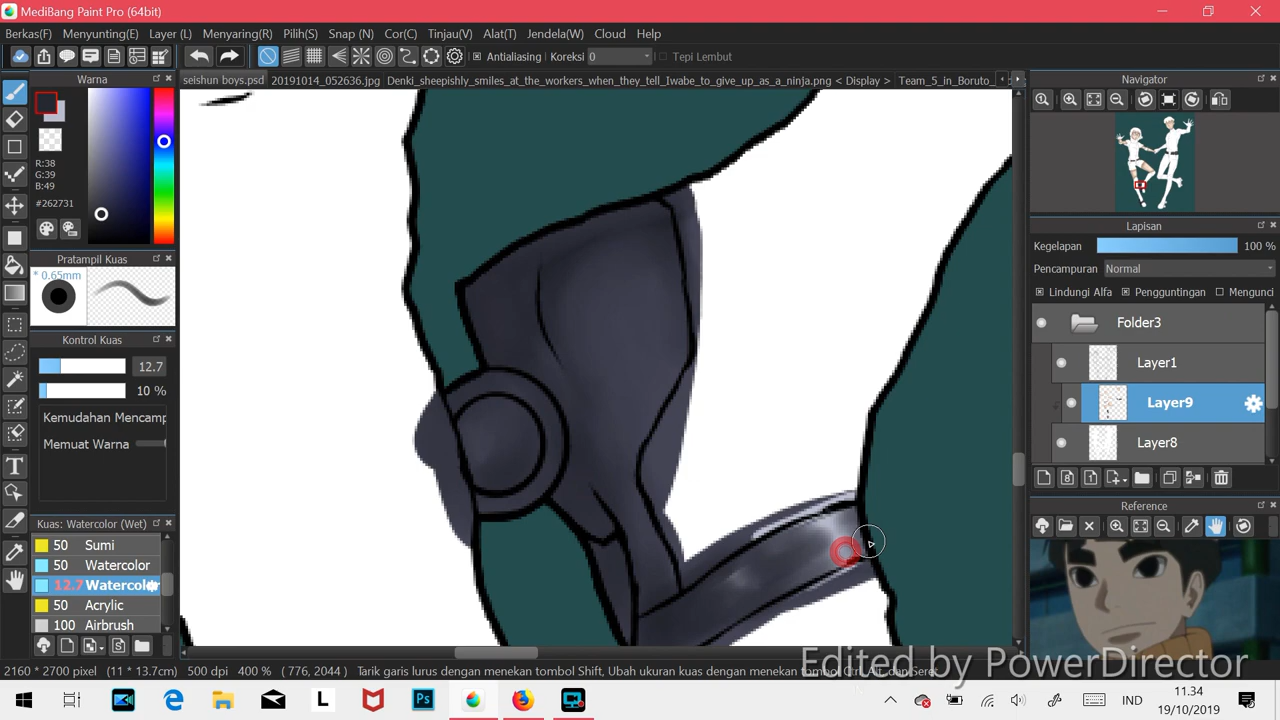 MediBang Paint Pro (64bit)
Berkas(F) Menyunting(E) Layer (L) Menyaring(R) Pilih(S) Snap (N) Cor(C) Tinjau(V) Alat(T) Jendela(W) Cloud Help
Antialiasing Koreksi 0 Tepi Lembut
Warna
seishun boys.psd 20191014_052636.jpg Denki_sheepishly_smiles_at_the_workers_when_they_tell_Iwabe_to_give_up_as_a_ninja.png < Display > Team_5_in_Boruto_
Navigator
R:38
G:39
B:49
#262731
Pratampil Kuas
* 0.65mm
Kontrol Kuas
12.7
10 %
Kemudahan Mencamp
Memuat Warna
Kuas: Watercolor (Wet)
50 Sumi
50 Watercolor
12.7 Watercolor
50 Acrylic
100 Airbrush
Lapisan
Kegelapan 100 %
Pencampuran Normal
Lindungi Alfa Pengguntingan Mengunci
Folder3
Layer1
Layer9
Layer8
Reference
2160 * 2700 pixel (11 * 13.7cm) 500 dpi 400 % ( 776, 2044 ) Tarik garis lurus dengan menekan tombol Shift, Ubah ukuran kuas dengan menekan tombol Ctrl,Alt, dan Seret
Edited by PowerDirector
L
Ps
IND
11.34
19/10/2019